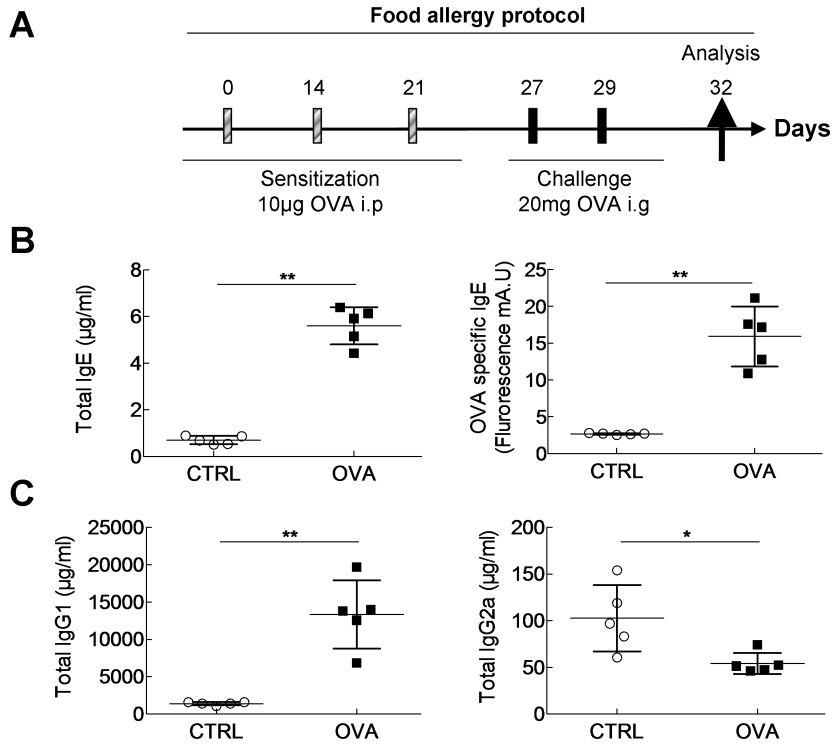 A
Food allergy protocol
Analysis
0 14 21 27 29 32
Days
Sensitization
10µg OVA i.p
Challenge
20mg OVA i.g
B
Total IgE (µg/ml)
8
6
4
2
0
**
CTRL OVA
OVA specific IgE
(Flurorescence mA.U)
25
20
15
10
5
0
**
CTRL OVA
C
Total IgG1 (µg/ml)
25000
20000
15000
10000
5000
0
**
CTRL OVA
Total IgG2a (µg/ml)
200
150
100
50
0
*
CTRL OVA